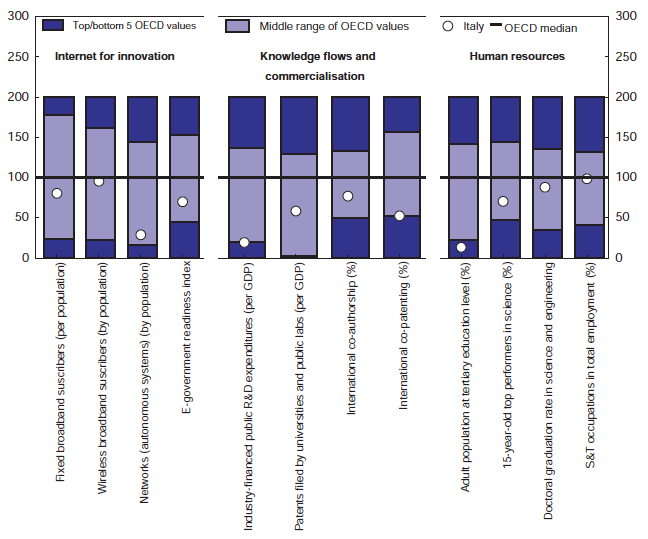 Top/bottom 5 OECD values
Middle range of OECD values
Italy
OECD median
Internet for innovation
Knowledge flows and
commercialisation
Human resources
300
250
200
150
100
50
0
300
250
200
150
100
50
0
Fixed broadband suscribers (per population)
Wireless broadband suscribers (by population)
Networks (autonomous systems) (by population)
E-government readiness index
Industry-financed public R&D expenditures (per GDP)
Patents filed by universities and public labs (per GDP)
International co-authorship (%)
International co-patenting (%)
Adult population at tertiary education level (%)
15-year-old top performers in science (%)
Doctoral graduation rate in science and engineering
S&T occupations in total employment (%)